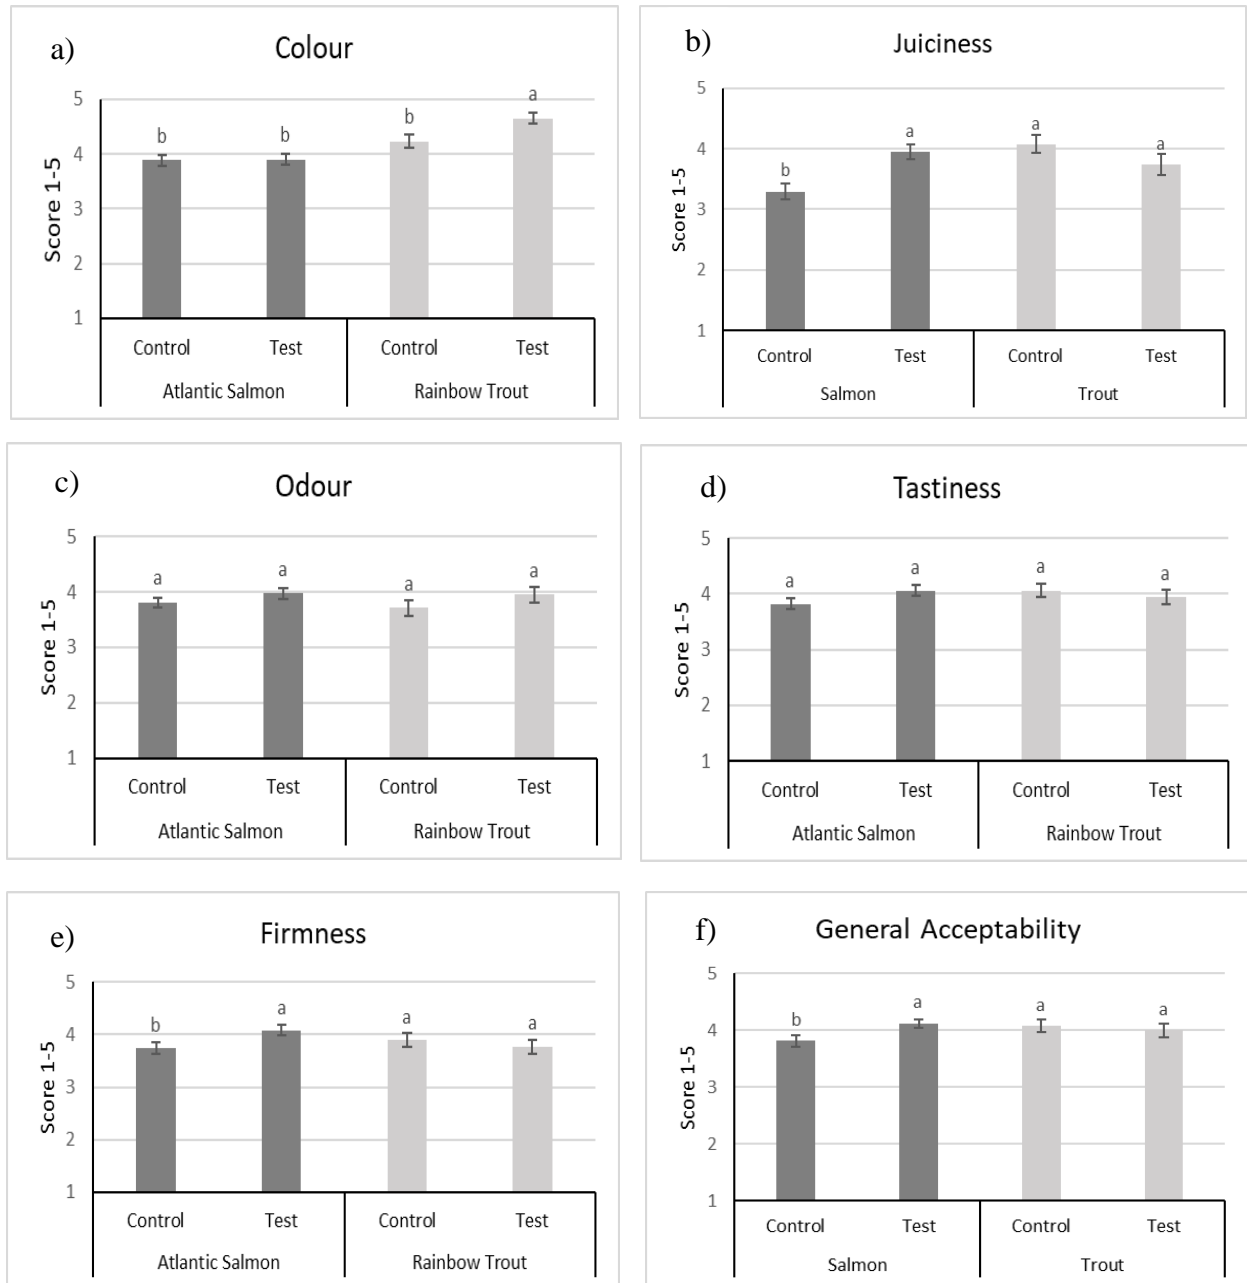 a)
Colour
5
4
3
2
1
Score 1-5
b
b
b
a
Control Test Control Test
Atlantic Salmon Rainbow Trout
b)
Juiciness
5
4
3
2
1
Score 1-5
b
a
a
a
Control Test Control Test
Salmon Trout
c)
Odour
5
4
3
2
1
Score 1-5
a
a
a
a
Control Test Control Test
Atlantic Salmon Rainbow Trout
d)
Tastiness
5
4
3
2
1
Score 1-5
a
a
a
a
Control Test Control Test
Atlantic Salmon Rainbow Trout
e)
Firmness
5
4
3
2
1
Score 1-5
b
a
a
a
Control Test Control Test
Atlantic Salmon Rainbow Trout
f)
General Acceptability
5
4
3
2
1
Score 1-5
b
a
a
a
Control Test Control Test
Salmon Trout